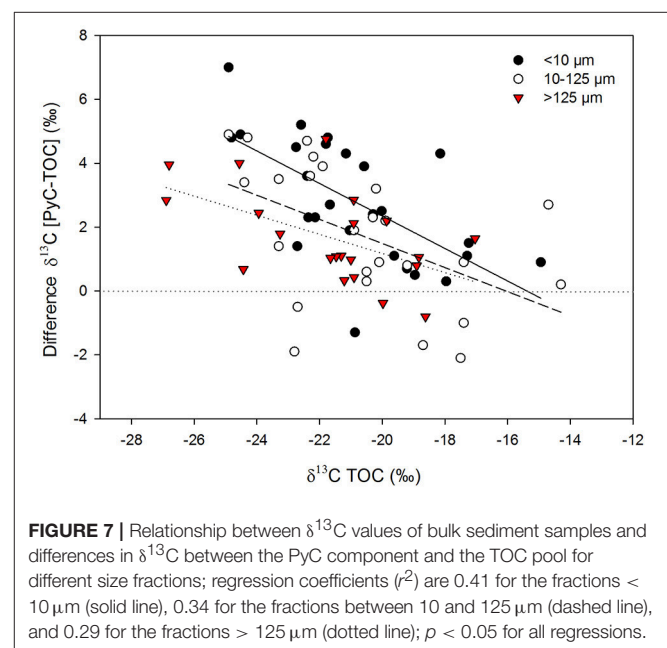 8
6
4
2
0
-2
-4
Difference δ¹³C [PyC-TOC] (‰)
<10 µm
10-125 µm
>125 µm
-28 -26 -24 -22 -20 -18 -16 -14 -12
δ¹³C TOC (‰)
FIGURE 7 | Relationship between δ¹³C values of bulk sediment samples and
differences in δ¹³C between the PyC component and the TOC pool for
different size fractions; regression coefficients (r²) are 0.41 for the fractions <
10 µm (solid line), 0.34 for the fractions between 10 and 125 µm (dashed line),
and 0.29 for the fractions > 125 µm (dotted line); p < 0.05 for all regressions.